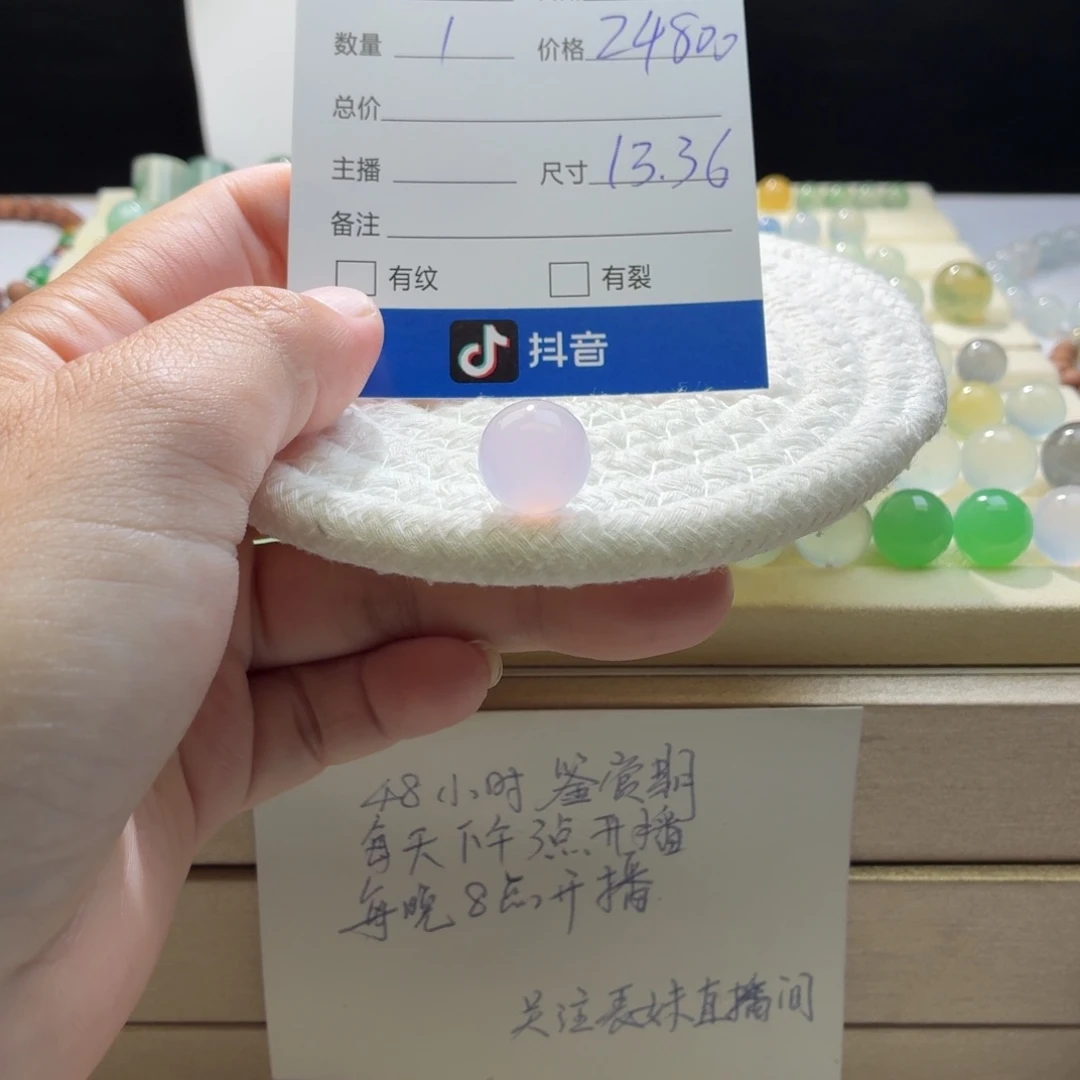 数量 1 价格 24800
总价
主播 尺寸 13.36
备注
有纹 有裂
抖音
48小时鉴赏期
每天下午3点开播
每晚8点开播
关注表妹直播间